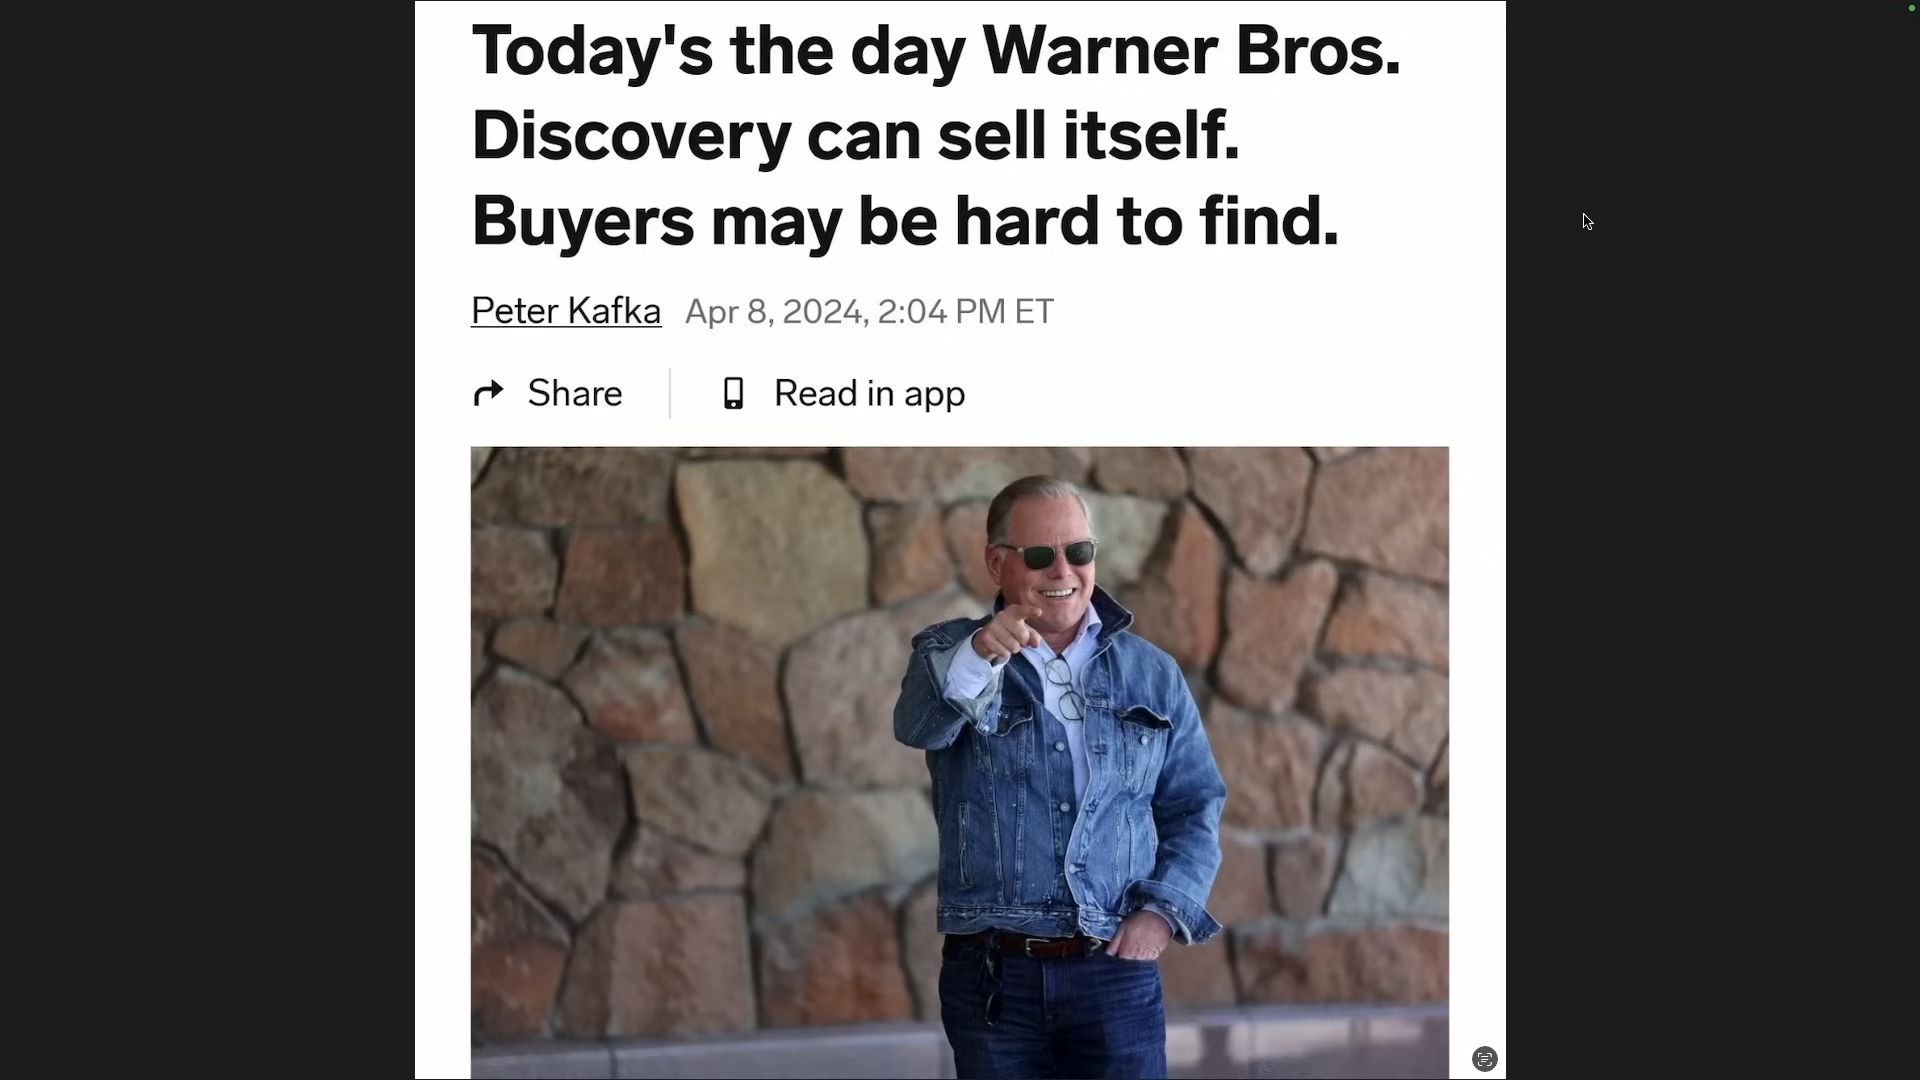 Today's the day Warner Bros.
Discovery can sell itself.
Buyers may be hard to find.
Peter Kafka Apr 8, 2024, 2:04 PM ET
Share Read in app